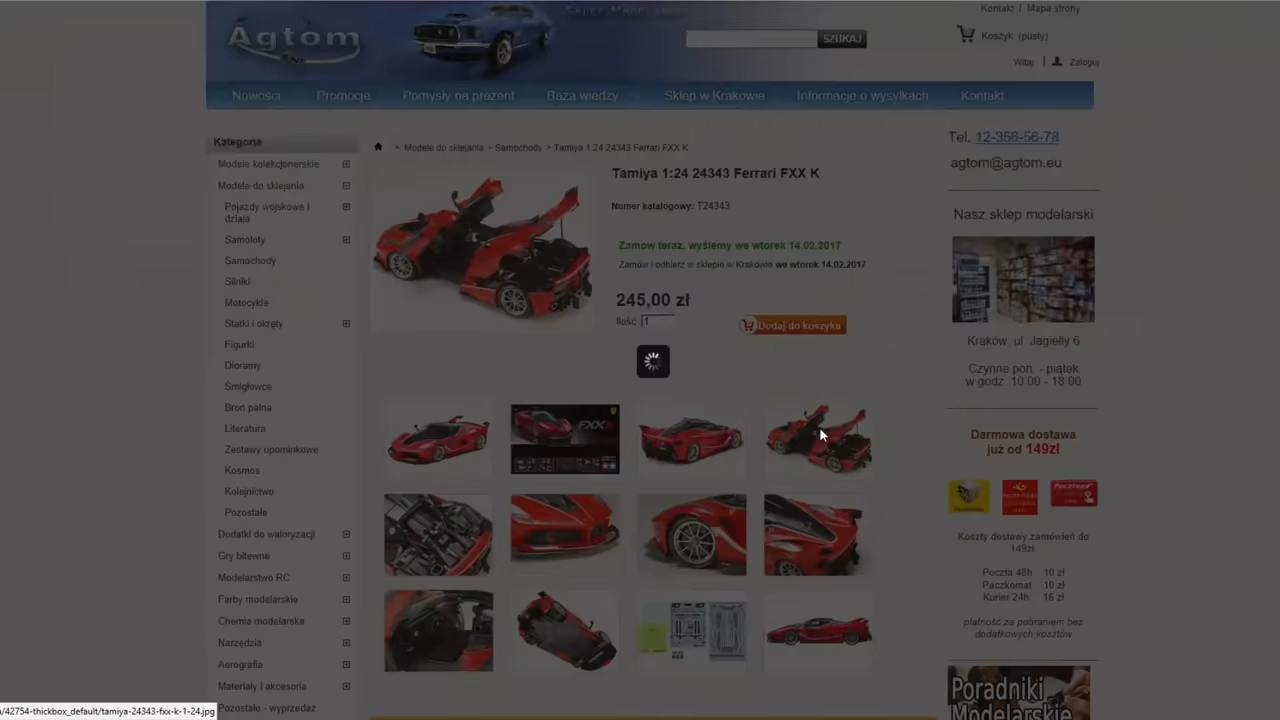 Kontakt / Mapa strony
Agtom
SZUKAJ
Koszyk (pusty)
Witaj | Zaloguj
Nowości
Promocje
Pomysły na prezent
Baza wiedzy
Sklep w Krakowie
Informacje o wysyłkach
Kontakt
Kategorie
Modele kolekcjonerskie
Modele do sklejania
Pojazdy wojskowe i
działa
Samoloty
Samochody
Silniki
Motocykle
Statki i okręty
Figurki
Dioramy
Śmigłowce
Broń palna
Literatura
Zestawy upominkowe
Kosmos
Kolejnictwo
Pozostałe
Dodatki do waloryzacji
Gry bitewne
Modelarstwo RC
Farby modelarskie
Chemia modelarska
Narzędzia
Aerografia
Materiały i akcesoria
Pozostałe - wyprzedaż
/42754-thickbox_default/tamiya-24343-fxx-k-1-24.jpg
Modele do sklejania > Samochody > Tamiya 1:24 24343 Ferrari FXX K
Tamiya 1:24 24343 Ferrari FXX K
Numer katalogowy: T24343
Zamów teraz, wyślemy we wtorek 14.02.2017
Zamów i odbierz w sklepie w Krakowie we wtorek 14.02.2017
245,00 zł
Ilość 1
Dodaj do koszyka
FXX
Tel. 12-356-56-78
agtom@agtom.eu
Nasz sklep modelarski
Kraków, ul. Jagiełły 6
Czynne pon. - piątek
w godz. 10.00 - 18.00
Darmowa dostawa
już od 149zł
Pocztex
Koszty dostawy zamówień do
149zł
Poczta 48h 10 zł
Paczkomat 10 zł
Kurier 24h 16 zł
płatność za pobraniem bez
dodatkowych kosztów
Poradniki
Modelarskie